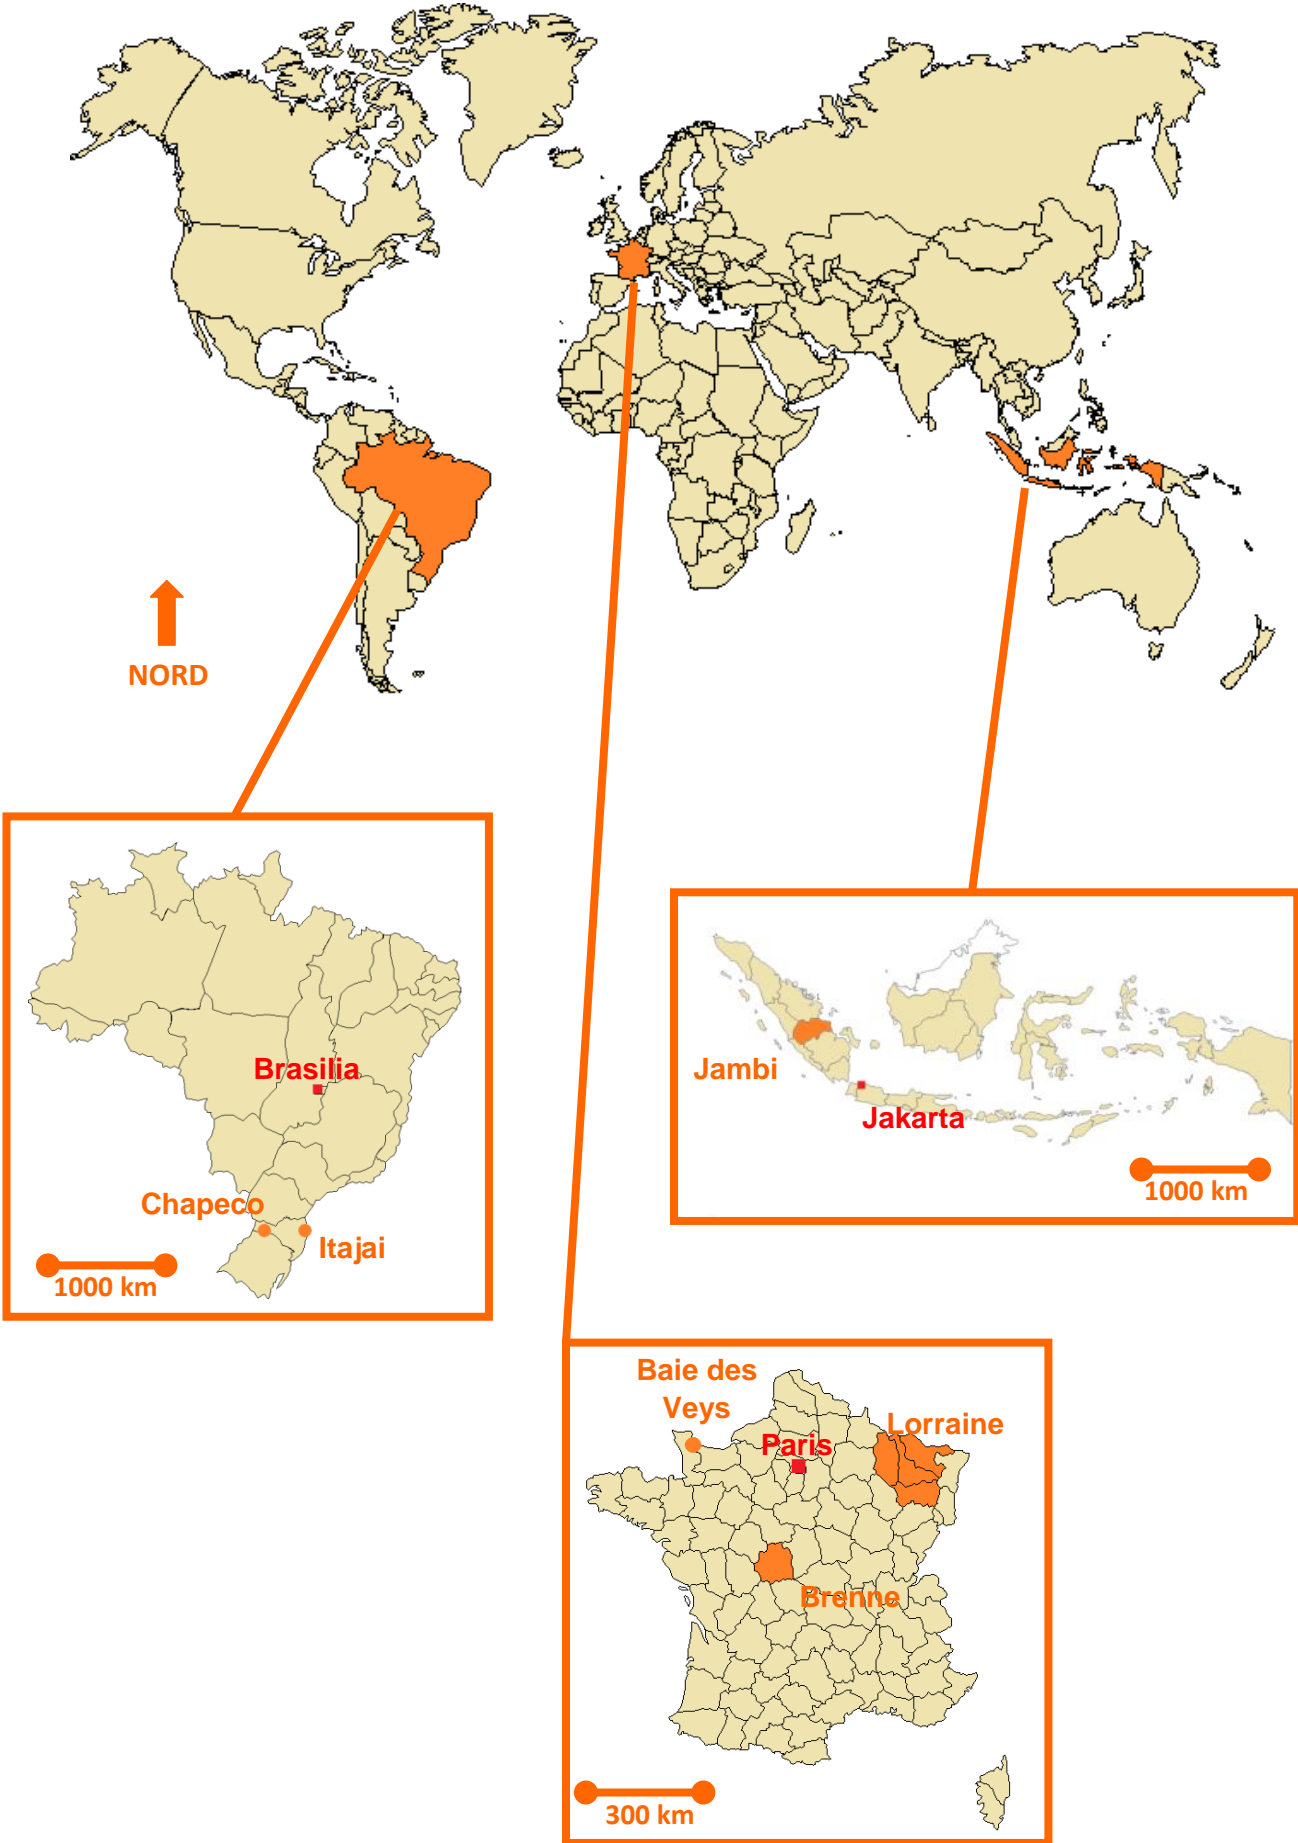 NORD
Brasilia
Chapeco
Itajai
1000 km
Jambi
Jakarta
1000 km
Baie des
Veys
Lorraine
Paris
Brenne
300 km